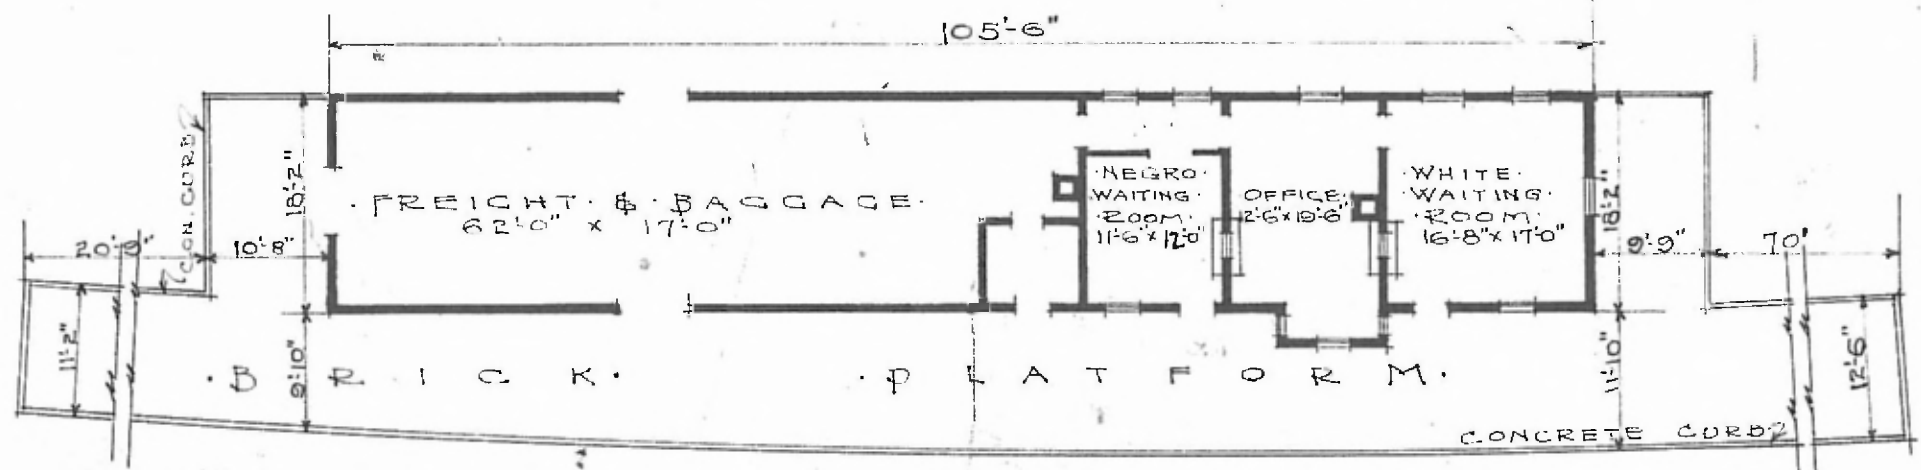 105'-6"
CON. CURB
18'-2"
·FREIGHT·&·BAGGAGE·
62'-0" x 17'-0"
·NEGRO·
WAITING·
·ROOM·
11'-6" x 12'-0"
OFFICE·
2'-6" x 19'-6"
·WHITE·
·WAITING·
·ROOM·
16'-8" x 17'-0"
18'-2"
20'-9"
10'-8"
9'-9"
70'
11'-2"
9'-10"
·BRICK· ·PLATFORM·
11'-10"
12'-6"
CONCRETE CURB